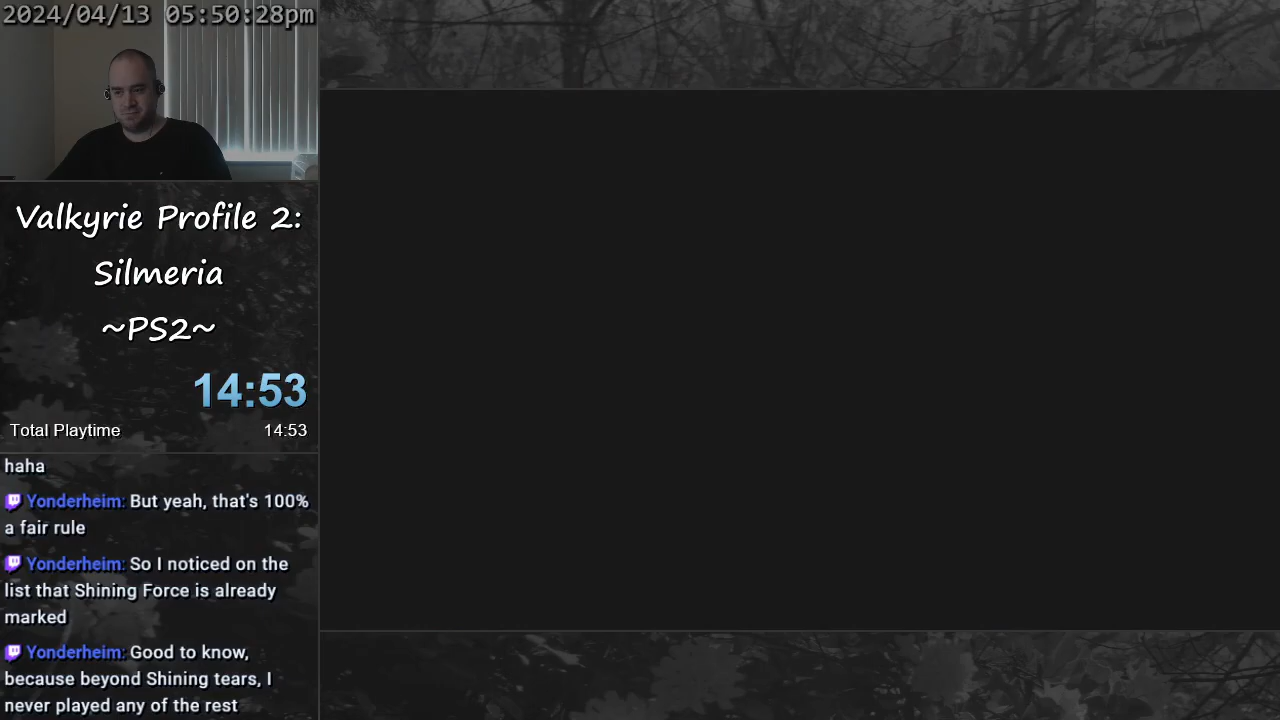 2024/04/13 05:50:28pm
Valkyrie Profile 2:
Silmeria
~PS2~
14:53
Total Playtime 14:53
haha
Yonderheim: But yeah, that's 100%
a fair rule
Yonderheim: So I noticed on the
list that Shining Force is already
marked
Yonderheim: Good to know,
because beyond Shining tears, I
never played any of the rest